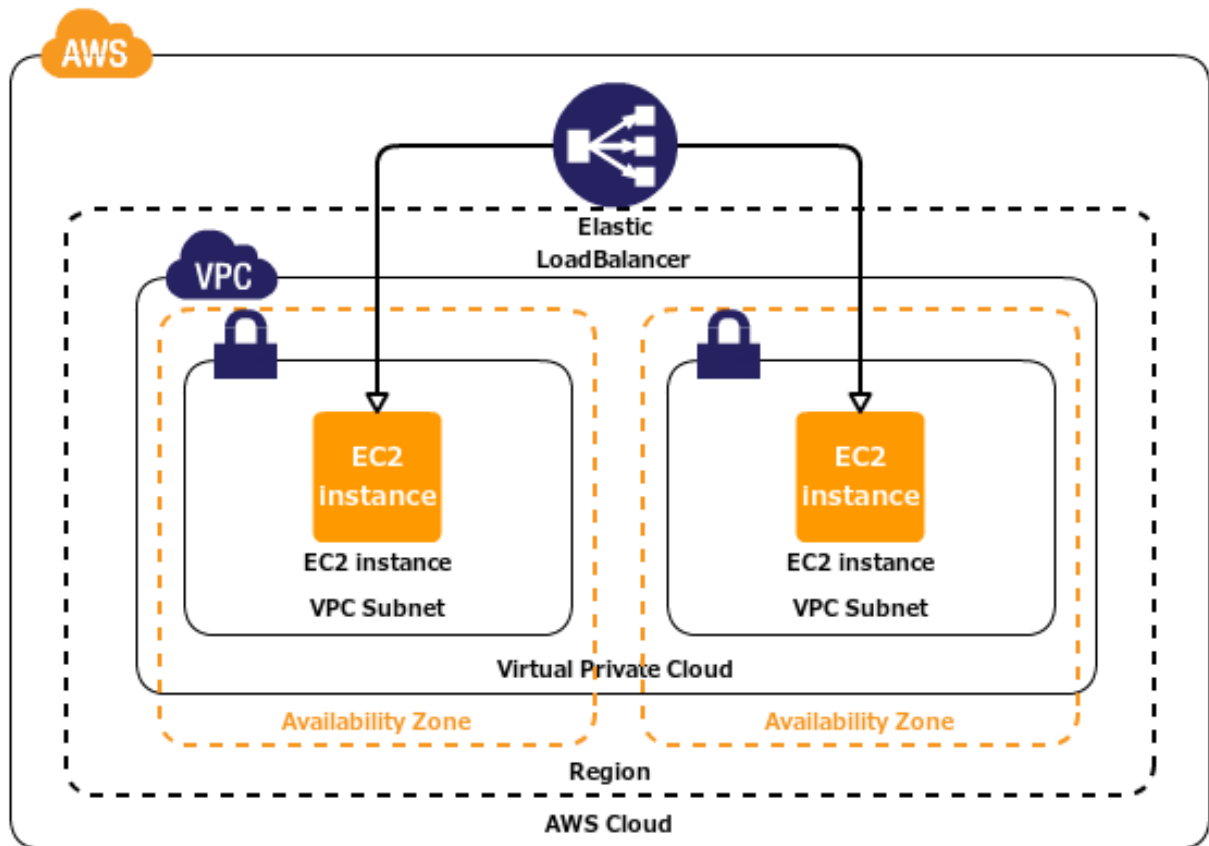 AWS
Elastic
LoadBalancer
VPC
EC2
instance
EC2 instance
VPC Subnet
EC2
instance
EC2 instance
VPC Subnet
Virtual Private Cloud
Availability Zone
Availability Zone
Region
AWS Cloud